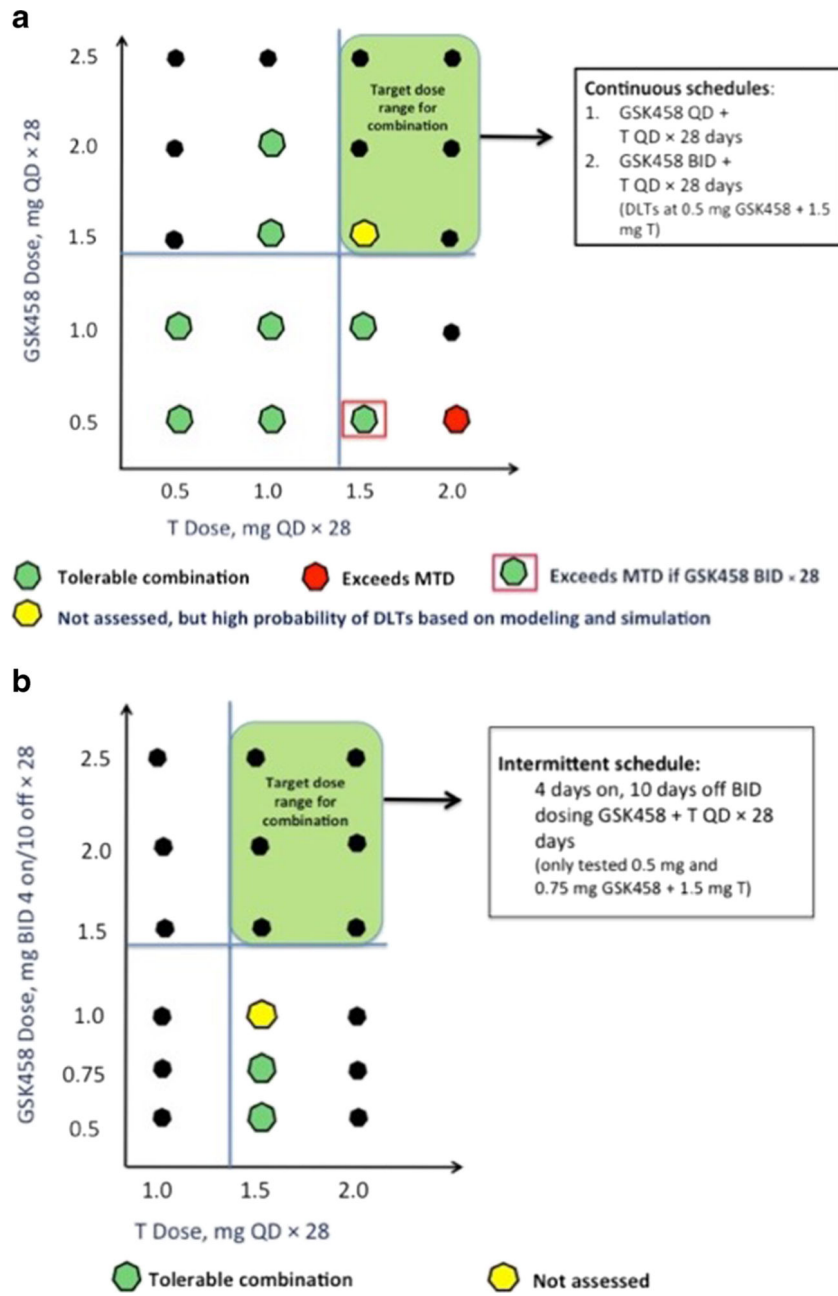 a
GSK458 Dose, mg QD × 28
2.5
2.0
1.5
1.0
0.5
Target dose
range for
combination
0.5 1.0 1.5 2.0
T Dose, mg QD × 28
Continuous schedules:
1. GSK458 QD +
T QD × 28 days
2. GSK458 BID +
T QD × 28 days
(DLTs at 0.5 mg GSK458 + 1.5
mg T)
Tolerable combination Exceeds MTD Exceeds MTD if GSK458 BID × 28
Not assessed, but high probability of DLTs based on modeling and simulation
b
GSK458 Dose, mg BID 4 on/10 off × 28
2.5
2.0
1.5
1.0
0.75
0.5
Target dose
range for
combination
1.0 1.5 2.0
T Dose, mg QD × 28
Intermittent schedule:
4 days on, 10 days off BID
dosing GSK458 + T QD × 28
days
(only tested 0.5 mg and
0.75 mg GSK458 + 1.5 mg T)
Tolerable combination Not assessed